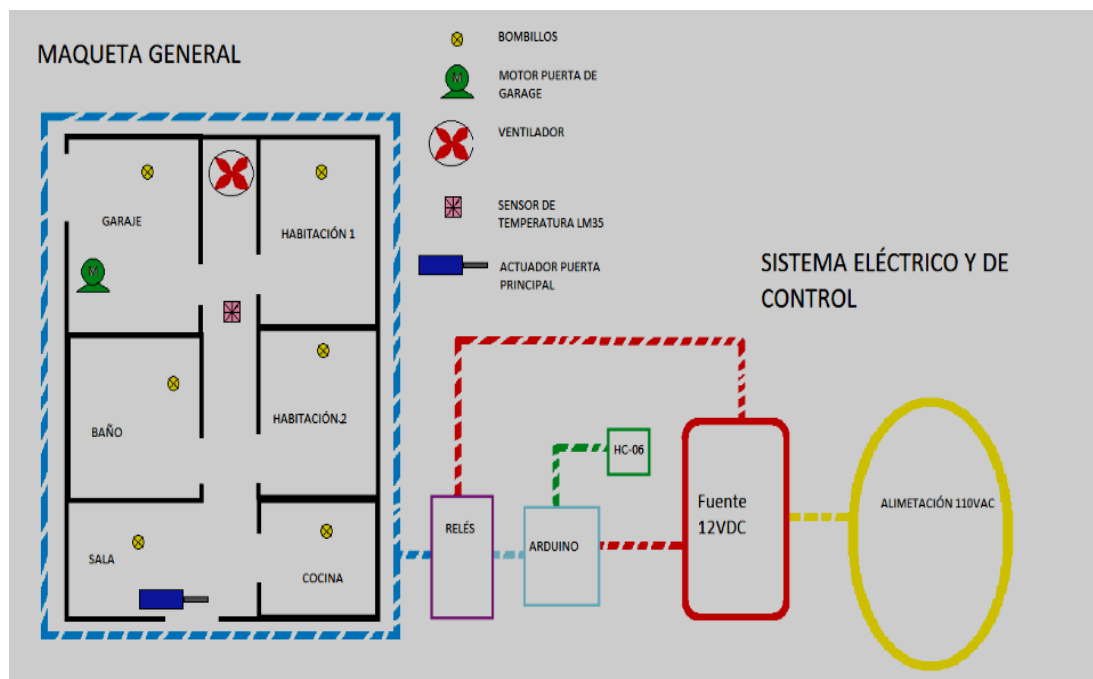 MAQUETA GENERAL
BOMBILLOS
MOTOR PUERTA DE
GARAGE
VENTILADOR
SENSOR DE
TEMPERATURA LM35
ACTUADOR PUERTA
PRINCIPAL
M
GARAJE
M
HABITACIÓN 1
BAÑO
HABITACIÓN.2
SALA
COCINA
SISTEMA ELÉCTRICO Y DE
CONTROL
HC-06
RELÉS
ARDUINO
Fuente
12VDC
ALIMETACIÓN 110VAC